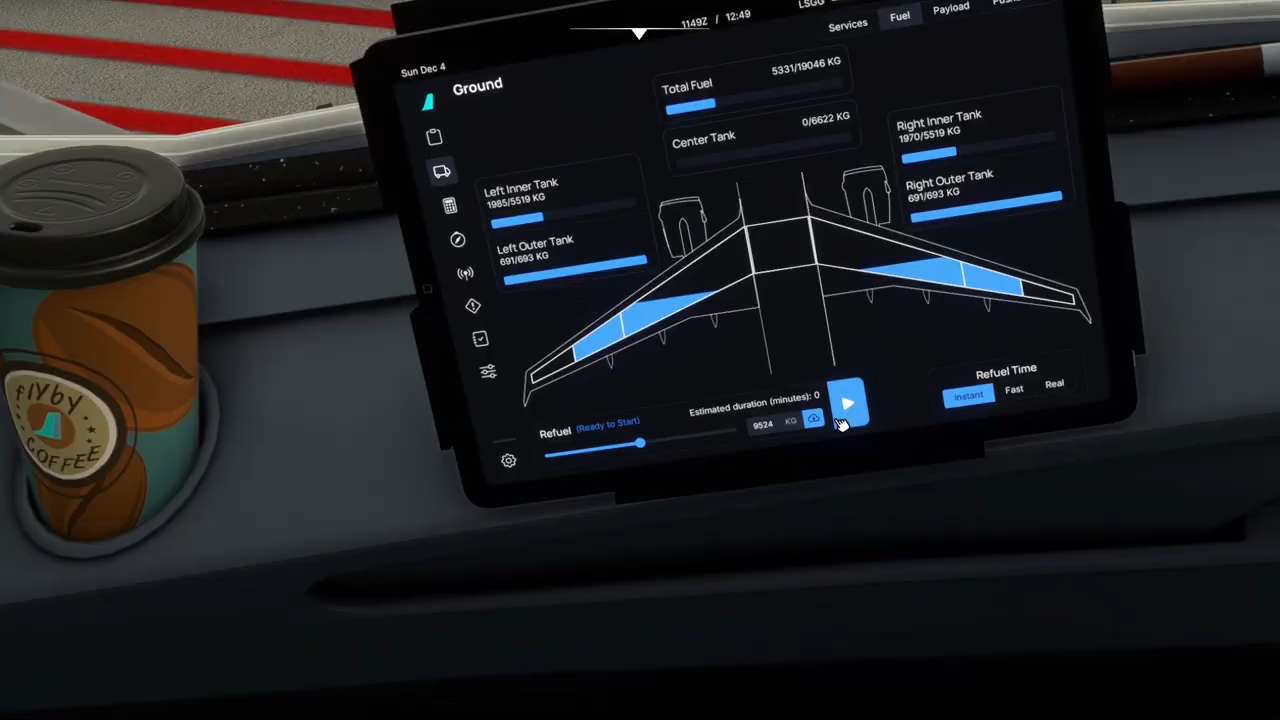 1149Z / 12:49
LSGG
Sun Dec 4
Ground
Services
Fuel
Payload
Total Fuel
5331/19046 KG
Center Tank
0/6622 KG
Left Inner Tank
1985/5519 KG
Left Outer Tank
691/693 KG
Right Inner Tank
1970/5519 KG
Right Outer Tank
691/693 KG
Refuel (Ready to Start)
Estimated duration (minutes): 0
9524 KG
Refuel Time
Instant
Fast
Real
flyby
COFFEE